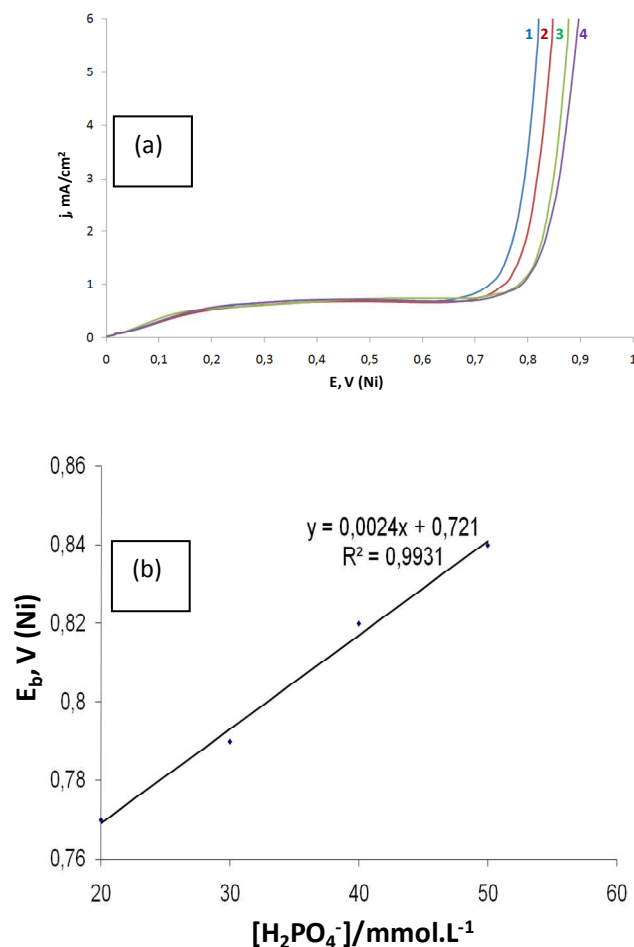 6
5
4
3
2
1
0
j, mA/cm²
(a)
1 2 3 4
0 0,1 0,2 0,3 0,4 0,5 0,6 0,7 0,8 0,9 1
E, V (Ni)
0,86
0,84
0,82
0,8
0,78
0,76
E_b, V (Ni)
(b)
y = 0,0024x + 0,721
R² = 0,9931
20 30 40 50
[H₂PO₄⁻]/mmol.L⁻¹